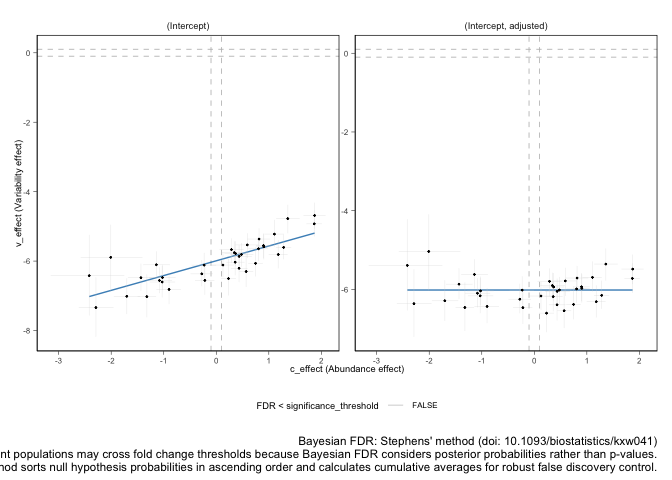 (Intercept)
(Intercept, adjusted)
v_effect (Variability effect)
0
-2
-4
-6
-8
0
-2
-4
-6
-3
-2
-1
0
1
2
-3
-2
-1
0
1
2
c_effect (Abundance effect)
FDR < significance_threshold
FALSE
Bayesian FDR: Stephens' method (doi: 10.1093/biostatistics/kxw041)
nt populations may cross fold change thresholds because Bayesian FDR considers posterior probabilities rather than p-values.
nod sorts null hypothesis probabilities in ascending order and calculates cumulative averages for robust false discovery control.